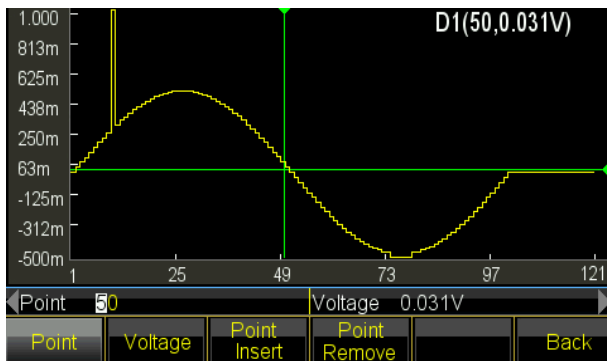 1.000
D1(50,0.031V)
813m
625m
438m
250m
63m
-125m
-312m
-500m
1 25 49 73 97 121
Point 50 Voltage 0.031V
Point Voltage Point Insert Point Remove Back